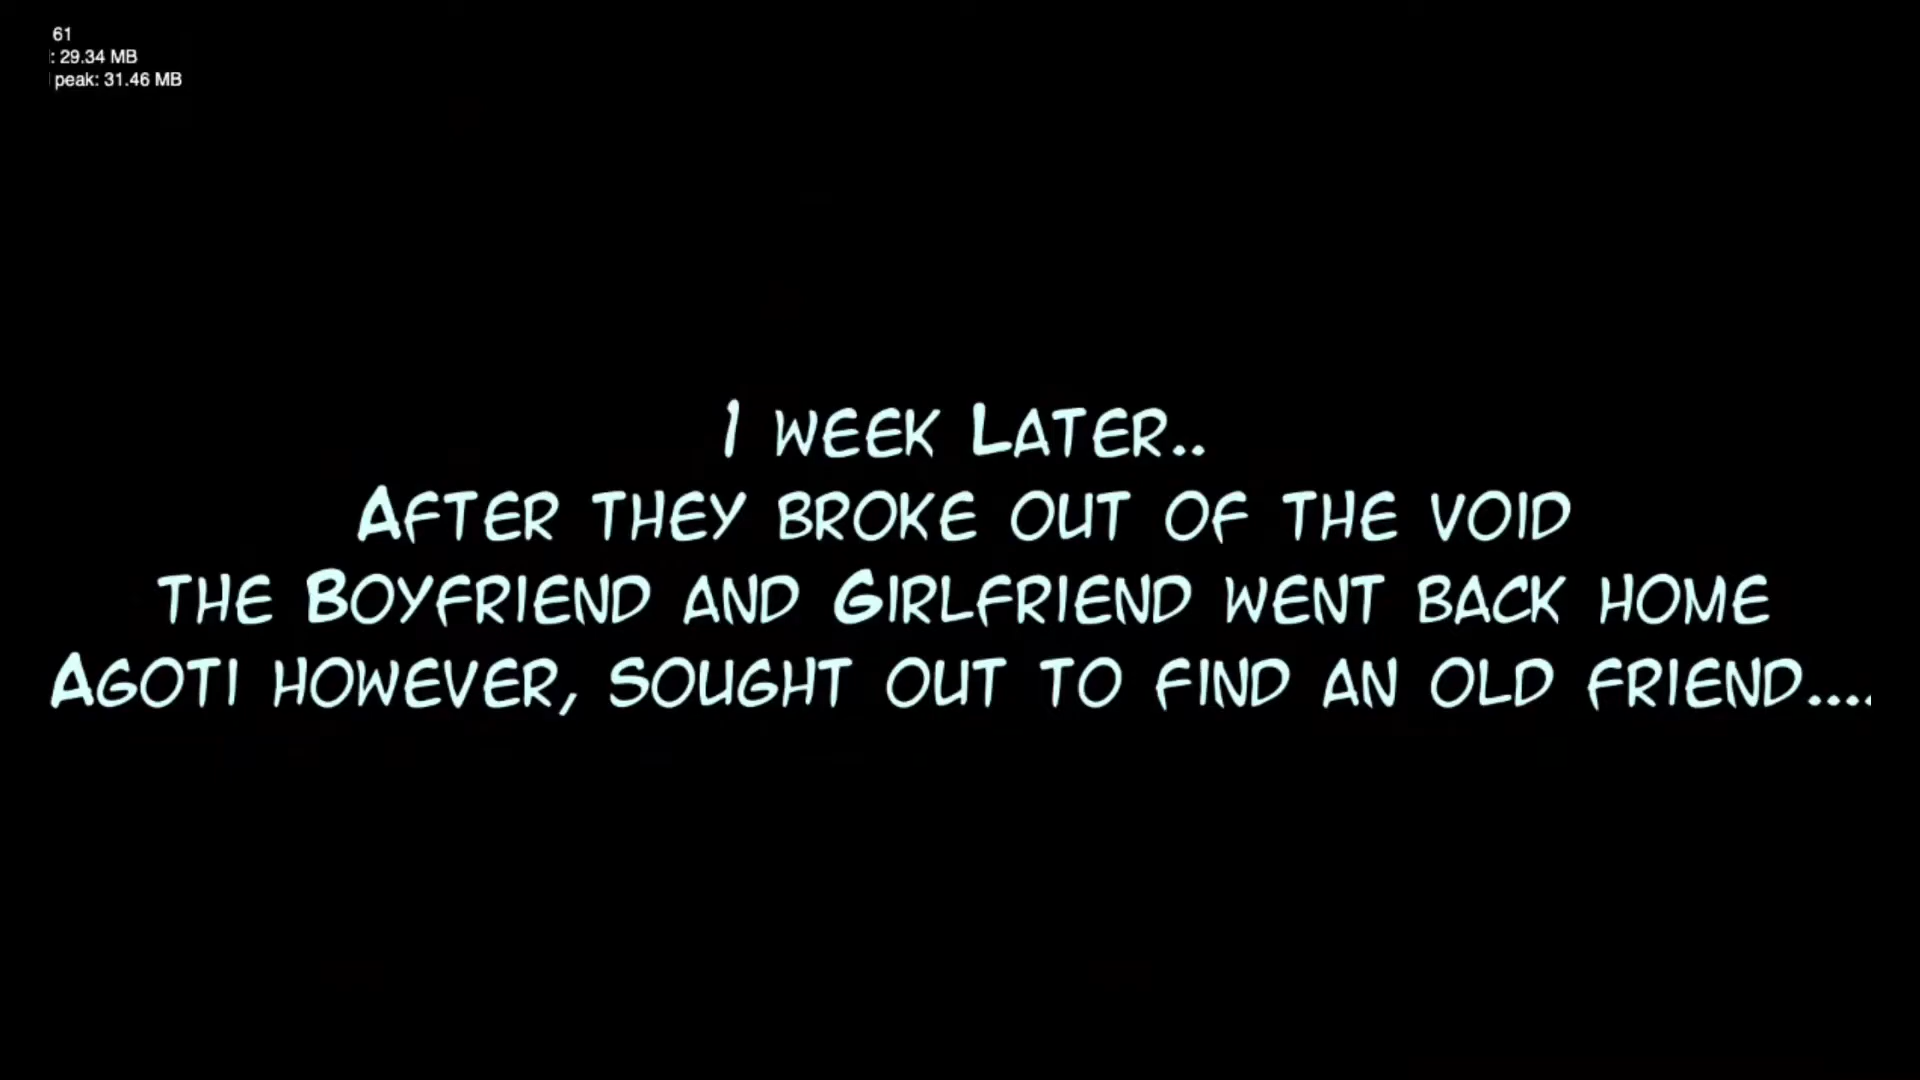 61
: 29.34 MB
peak: 31.46 MB
1 week Later..
After they broke out of the void
the Boyfriend and Girlfriend went back home
Agoti however, sought out to find an old friend....